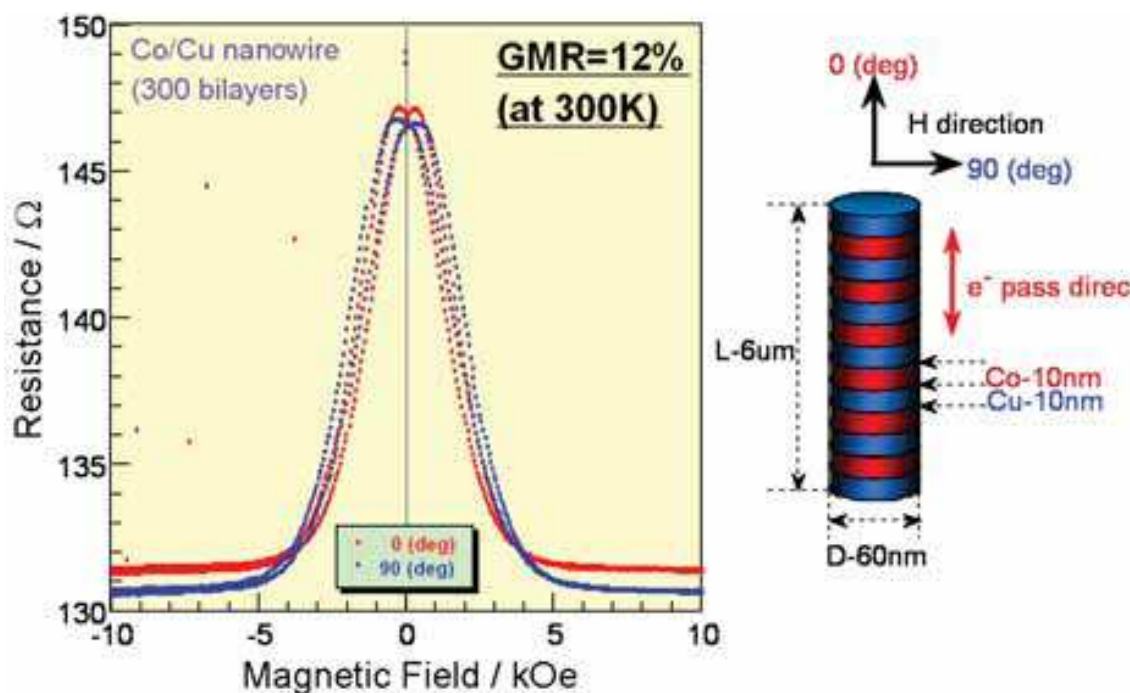 150
145
140
135
130
Resistance / Ω
Co/Cu nanowire
(300 bilayers)
GMR=12%
(at 300K)
0 (deg)
90 (deg)
-10
-5
0
5
10
Magnetic Field / kOe
0 (deg)
H direction
90 (deg)
e⁻ pass direc
L-6um
Co-10nm
Cu-10nm
D-60nm